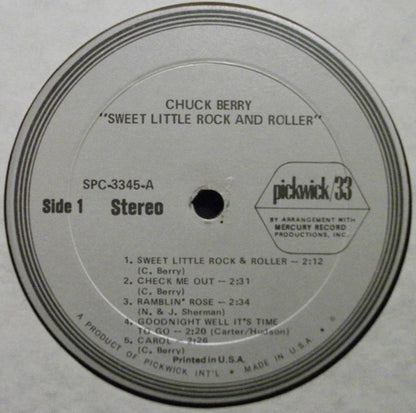 CHUCK BERRY
"SWEET LITTLE ROCK AND ROLLER"
SPC-3345-A
Side 1 Stereo
pickwick/33
BY ARRANGEMENT WITH
MERCURY RECORD
PRODUCTIONS, INC.
1. SWEET LITTLE ROCK & ROLLER — 2:12
(C. Berry)
2. CHECK ME OUT — 2:31
(C. Berry)
3. RAMBLIN' ROSE — 2:34
(N. & J. Sherman)
4. GOODNIGHT WELL IT'S TIME
TO GO — 2:20 (Carter/Hudson)
5. CAROL — 2:26
(C. Berry)
Printed in U.S.A.
A PRODUCT OF PICKWICK INT'L • MADE IN U.S.A. •